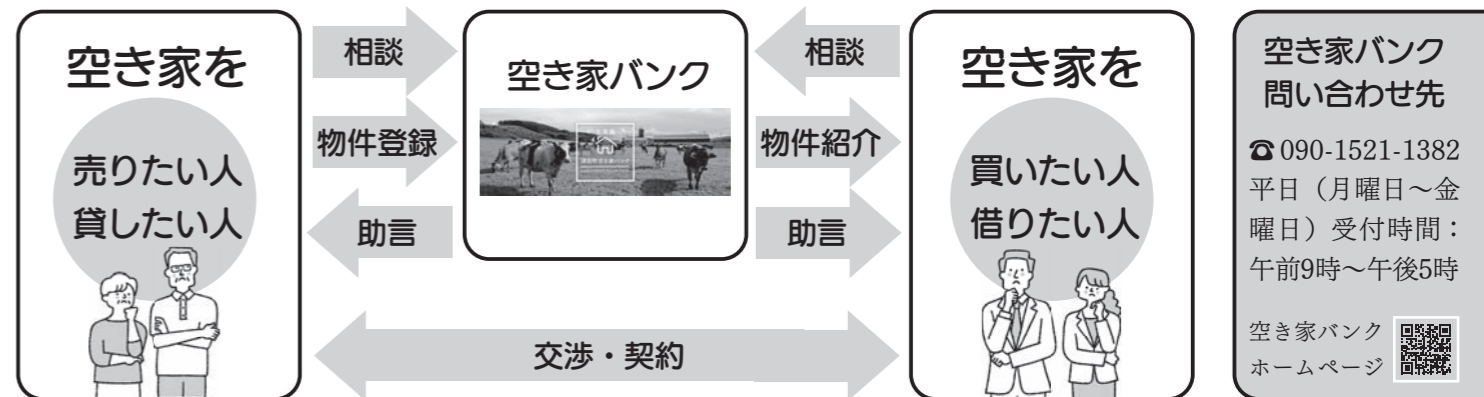 空き家を
売りたい人
貸したい人
相談
物件登録
助言
空き家バンク
相談
物件紹介
助言
交渉・契約
空き家を
買いたい人
借りたい人
空き家バンク
問い合わせ先
☎090-1521-1382
平日（月曜日～金
曜日）受付時間：
午前9時～午後5時
空き家バンク
ホームページ